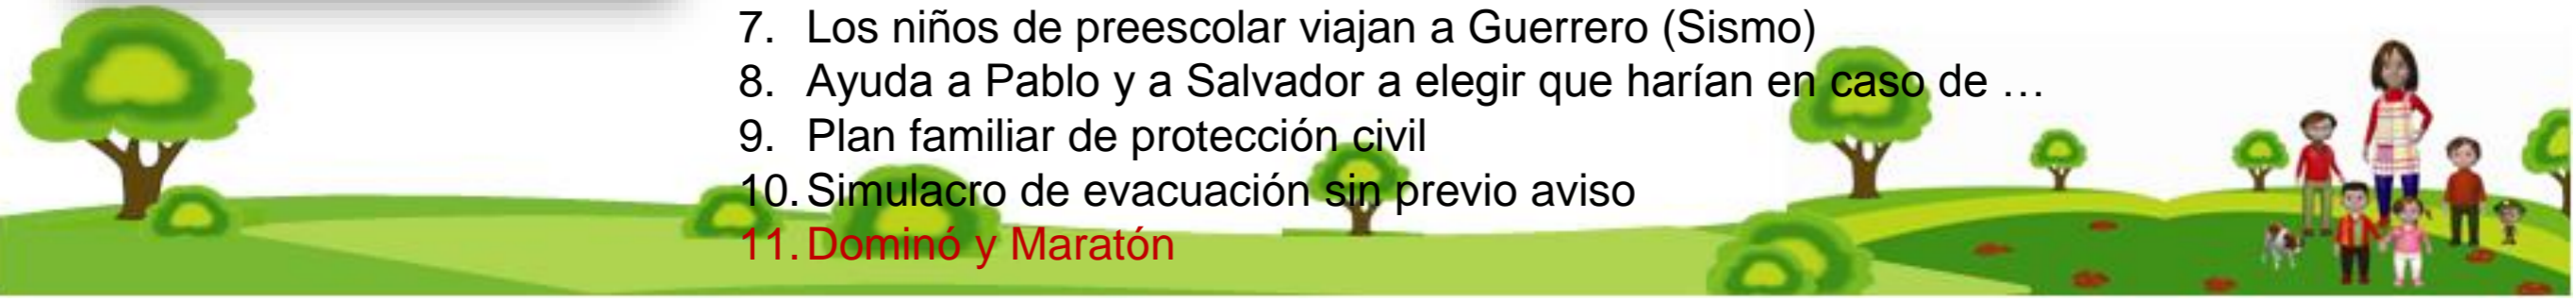 7. Los niños de preescolar viajan a Guerrero (Sismo)
8. Ayuda a Pablo y a Salvador a elegir que harían en caso de …
9. Plan familiar de protección civil
10. Simulacro de evacuación sin previo aviso
11. Dominó y Maratón